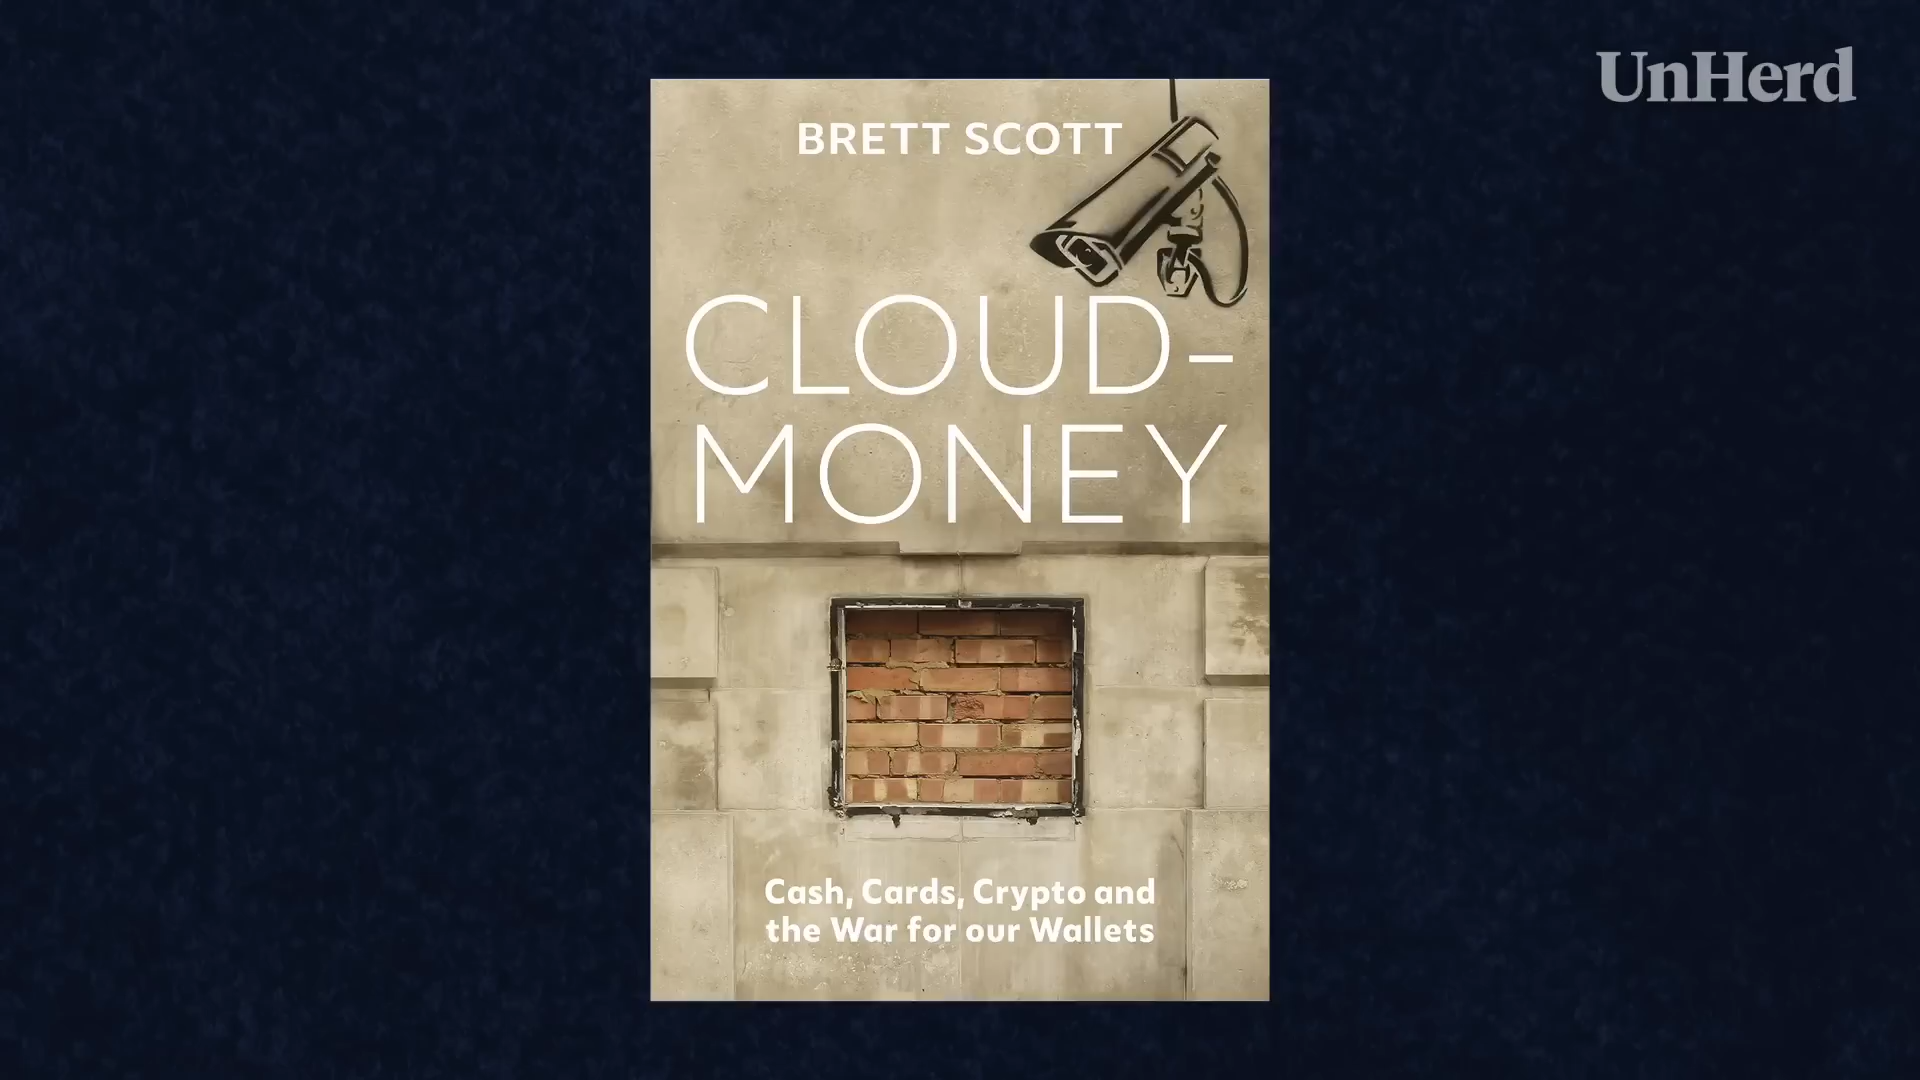 UnHerd
BRETT SCOTT
CLOUD-
MONEY
Cash, Cards, Crypto and
the War for our Wallets